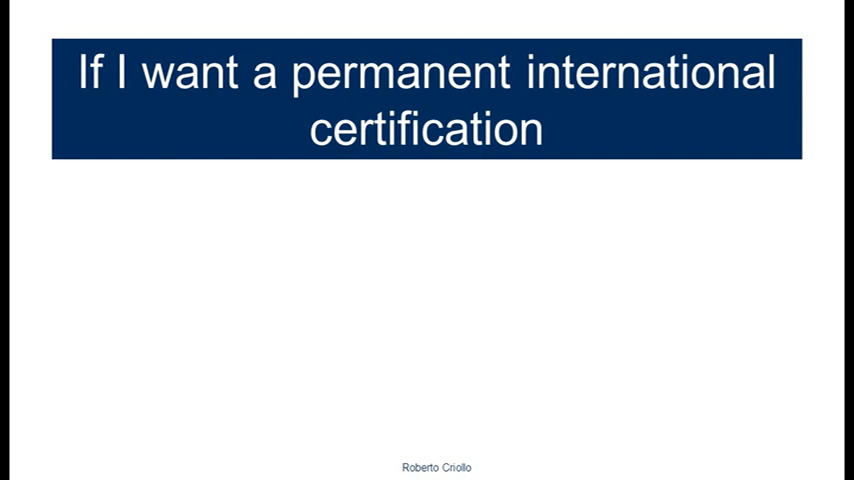 If I want a permanent international
certification
Roberto Criollo